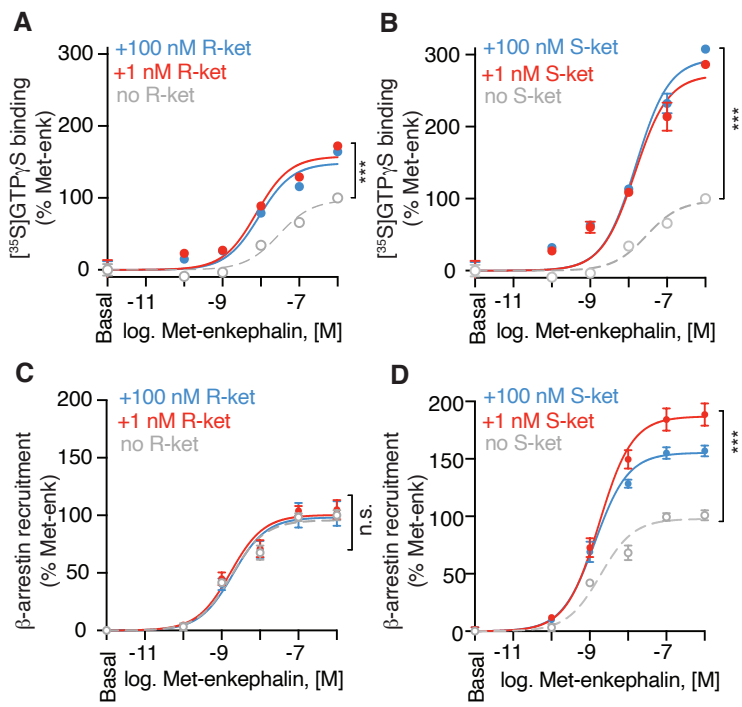 A
+100 nM R-ket
+1 nM R-ket
no R-ket
[³⁵S]GTPγS binding
(% Met-enk)
300
200
100
0
***
Basal
-11
-9
-7
log. Met-enkephalin, [M]
B
+100 nM S-ket
+1 nM S-ket
no S-ket
[³⁵S]GTPγS binding
(% Met-enk)
300
200
100
0
***
Basal
-11
-9
-7
log. Met-enkephalin, [M]
C
+100 nM R-ket
+1 nM R-ket
no R-ket
β-arrestin recruitment
(% Met-enk)
200
150
100
50
0
n.s.
Basal
-11
-9
-7
log. Met-enkephalin, [M]
D
+100 nM S-ket
+1 nM S-ket
no S-ket
β-arrestin recruitment
(% Met-enk)
200
150
100
50
0
***
Basal
-11
-9
-7
log. Met-enkephalin, [M]